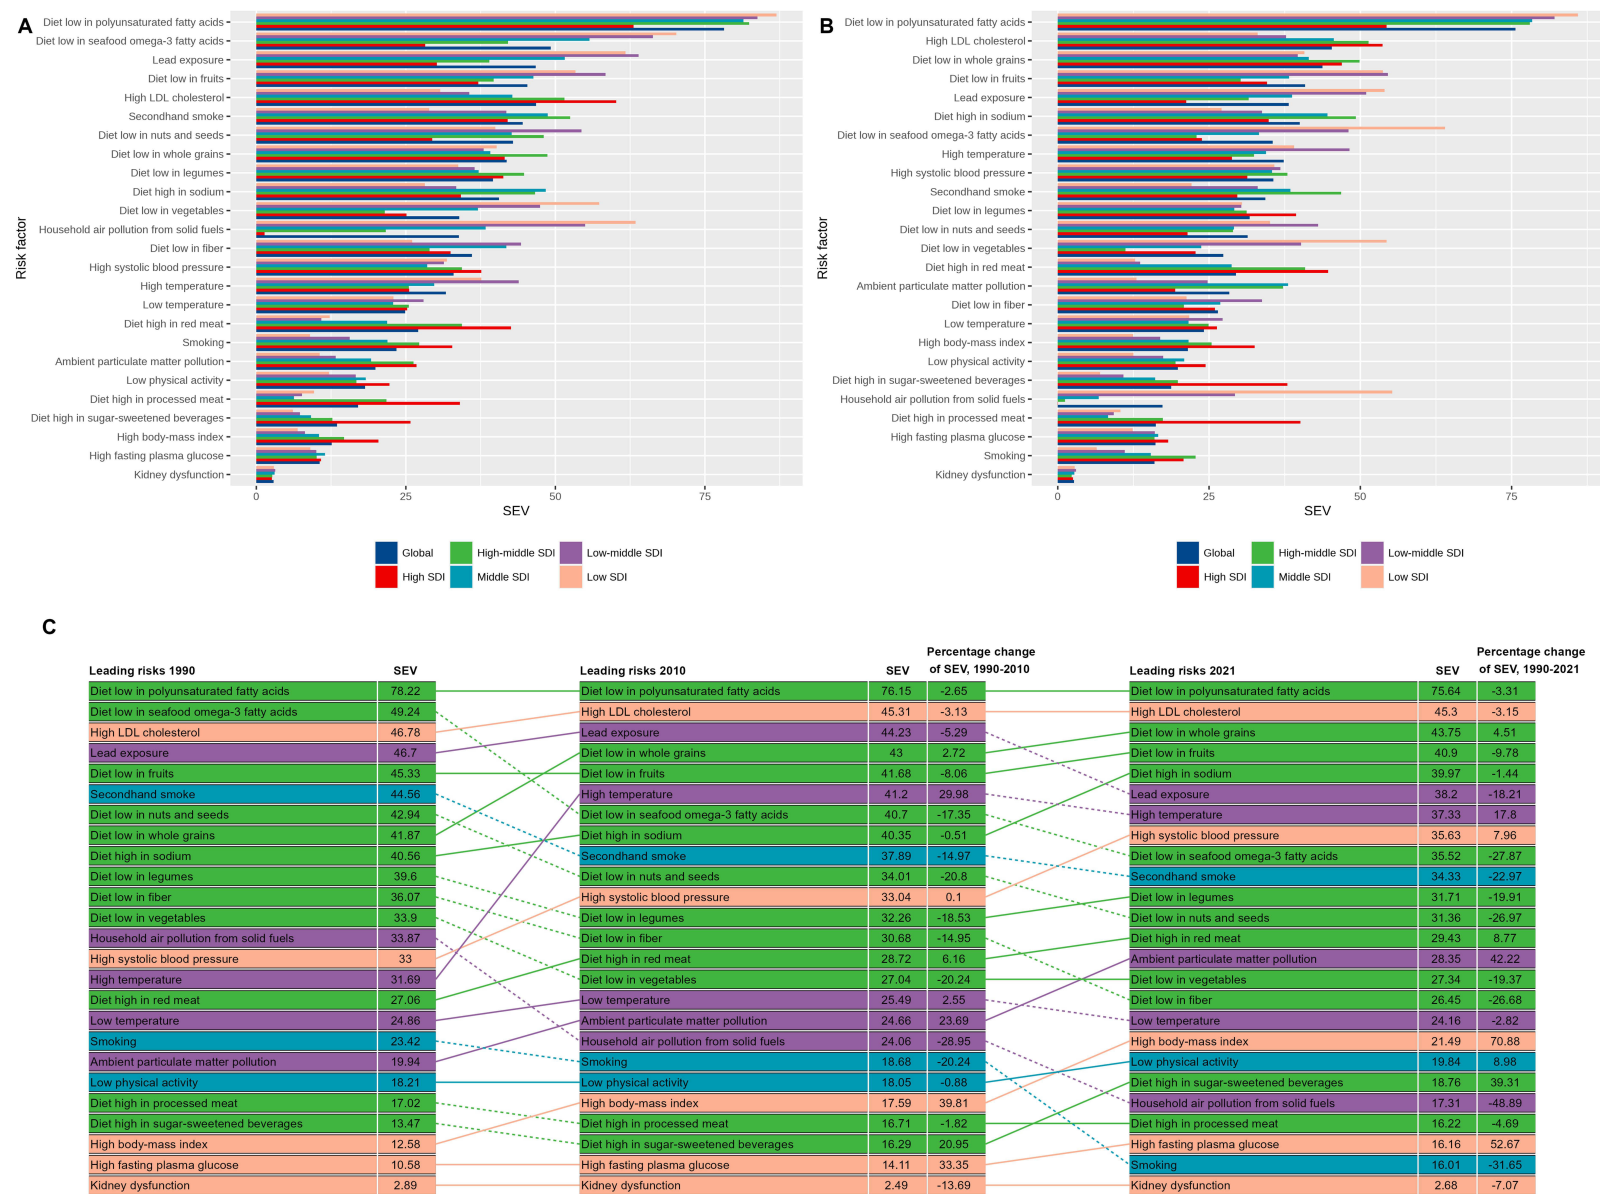 A
Risk factor
Diet low in polyunsaturated fatty acids
Diet low in seafood omega-3 fatty acids
Lead exposure
Diet low in fruits
High LDL cholesterol
Secondhand smoke
Diet low in nuts and seeds
Diet low in whole grains
Diet low in legumes
Diet high in sodium
Diet low in vegetables
Household air pollution from solid fuels
Diet low in fiber
High systolic blood pressure
High temperature
Low temperature
Diet high in red meat
Smoking
Ambient particulate matter pollution
Low physical activity
Diet high in processed meat
Diet high in sugar-sweetened beverages
High body-mass index
High fasting plasma glucose
Kidney dysfunction
0 25 50 75
SEV
Global High-middle SDI Low-middle SDI
High SDI Middle SDI Low SDI
B
Risk factor
Diet low in polyunsaturated fatty acids
High LDL cholesterol
Diet low in whole grains
Diet low in fruits
Lead exposure
Diet high in sodium
Diet low in seafood omega-3 fatty acids
High temperature
High systolic blood pressure
Secondhand smoke
Diet low in legumes
Diet low in nuts and seeds
Diet low in vegetables
Diet high in red meat
Ambient particulate matter pollution
Diet low in fiber
Low temperature
High body-mass index
Low physical activity
Diet high in sugar-sweetened beverages
Household air pollution from solid fuels
Diet high in processed meat
High fasting plasma glucose
Smoking
Kidney dysfunction
0 25 50 75
SEV
Global High-middle SDI Low-middle SDI
High SDI Middle SDI Low SDI
C
Leading risks 1990 SEV
Diet low in polyunsaturated fatty acids 78.22
Diet low in seafood omega-3 fatty acids 49.24
High LDL cholesterol 46.78
Lead exposure 46.7
Diet low in fruits 45.33
Secondhand smoke 44.56
Diet low in nuts and seeds 42.94
Diet low in whole grains 41.87
Diet high in sodium 40.56
Diet low in legumes 39.6
Diet low in fiber 36.07
Diet low in vegetables 33.9
Household air pollution from solid fuels 33.87
High systolic blood pressure 33
High temperature 31.69
Diet high in red meat 27.06
Low temperature 24.86
Smoking 23.42
Ambient particulate matter pollution 19.94
Low physical activity 18.21
Diet high in processed meat 17.02
Diet high in sugar-sweetened beverages 13.47
High body-mass index 12.58
High fasting plasma glucose 10.58
Kidney dysfunction 2.89
Percentage change
Leading risks 2010 SEV of SEV, 1990-2010
Diet low in polyunsaturated fatty acids 76.15 -2.65
High LDL cholesterol 45.31 -3.13
Lead exposure 44.23 -5.29
Diet low in whole grains 43 2.72
Diet low in fruits 41.68 -8.06
High temperature 41.2 29.98
Diet low in seafood omega-3 fatty acids 40.7 -17.35
Diet high in sodium 40.35 -0.51
Secondhand smoke 37.89 -14.97
Diet low in nuts and seeds 34.01 -20.8
High systolic blood pressure 33.04 0.1
Diet low in legumes 32.26 -18.53
Diet low in fiber 30.68 -14.95
Diet high in red meat 28.72 6.16
Diet low in vegetables 27.04 -20.24
Low temperature 25.49 2.55
Ambient particulate matter pollution 24.66 23.69
Household air pollution from solid fuels 24.06 -28.95
Smoking 18.68 -20.24
Low physical activity 18.05 -0.88
High body-mass index 17.59 39.81
Diet high in processed meat 16.71 -1.82
Diet high in sugar-sweetened beverages 16.29 20.95
High fasting plasma glucose 14.11 33.35
Kidney dysfunction 2.49 -13.69
Percentage change
Leading risks 2021 SEV of SEV, 1990-2021
Diet low in polyunsaturated fatty acids 75.64 -3.31
High LDL cholesterol 45.3 -3.15
Diet low in whole grains 43.75 4.51
Diet low in fruits 40.9 -9.78
Diet high in sodium 39.97 -1.44
Lead exposure 38.2 -18.21
High temperature 37.33 17.8
High systolic blood pressure 35.63 7.96
Diet low in seafood omega-3 fatty acids 35.52 -27.87
Secondhand smoke 34.33 -22.97
Diet low in legumes 31.71 -19.91
Diet low in nuts and seeds 31.36 -26.97
Diet high in red meat 29.43 8.77
Ambient particulate matter pollution 28.35 42.22
Diet low in vegetables 27.34 -19.37
Diet low in fiber 26.45 -26.68
Low temperature 24.16 -2.82
High body-mass index 21.49 70.88
Low physical activity 19.84 8.98
Diet high in sugar-sweetened beverages 18.76 39.31
Household air pollution from solid fuels 17.31 -48.89
Diet high in processed meat 16.22 -4.69
High fasting plasma glucose 16.16 52.67
Smoking 16.01 -31.65
Kidney dysfunction 2.68 -7.07